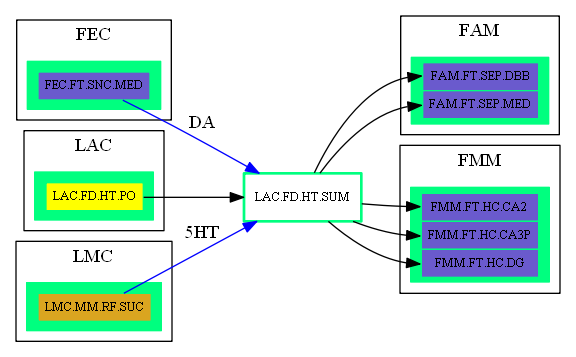 FEC
FEC.FT.SNC.MED
LAC
LAC.FD.HT.PO
LMC
LMC.MM.RF.SUC
DA
5HT
LAC.FD.HT.SUM
FAM
FAM.FT.SEP.DBB
FAM.FT.SEP.MED
FMM
FMM.FT.HC.CA2
FMM.FT.HC.CA3P
FMM.FT.HC.DG